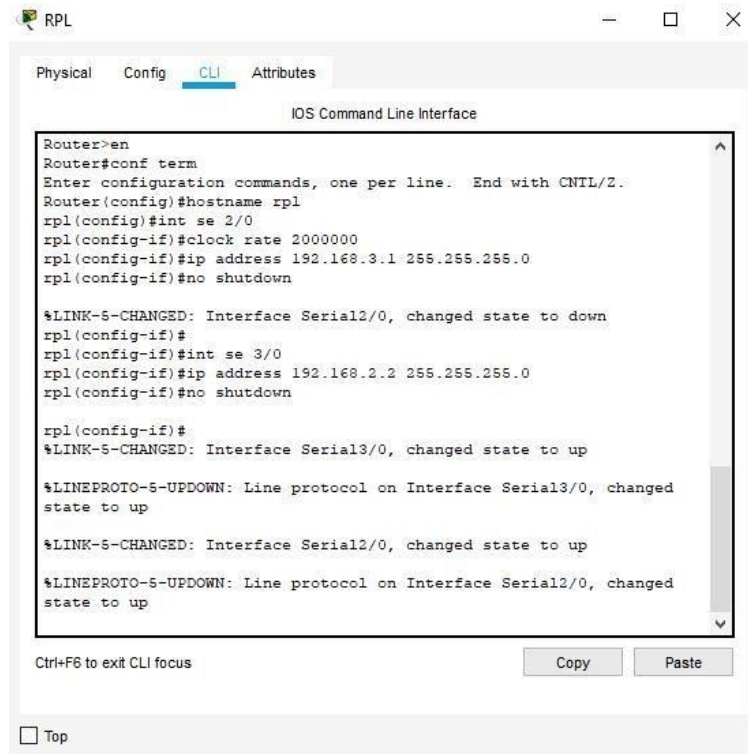 RPL
Physical Config CLI Attributes
IOS Command Line Interface
Router>en
Router#conf term
Enter configuration commands, one per line.  End with CNTL/Z.
Router(config)#hostname rpl
rpl(config)#int se 2/0
rpl(config-if)#clock rate 2000000
rpl(config-if)#ip address 192.168.3.1 255.255.255.0
rpl(config-if)#no shutdown
%LINK-5-CHANGED: Interface Serial2/0, changed state to down
rpl(config-if)#
rpl(config-if)#int se 3/0
rpl(config-if)#ip address 192.168.2.2 255.255.255.0
rpl(config-if)#no shutdown
rpl(config-if)#
%LINK-5-CHANGED: Interface Serial3/0, changed state to up
%LINEPROTO-5-UPDOWN: Line protocol on Interface Serial3/0, changed
state to up
%LINK-5-CHANGED: Interface Serial2/0, changed state to up
%LINEPROTO-5-UPDOWN: Line protocol on Interface Serial2/0, changed
state to up
Ctrl+F6 to exit CLI focus Copy Paste
Top